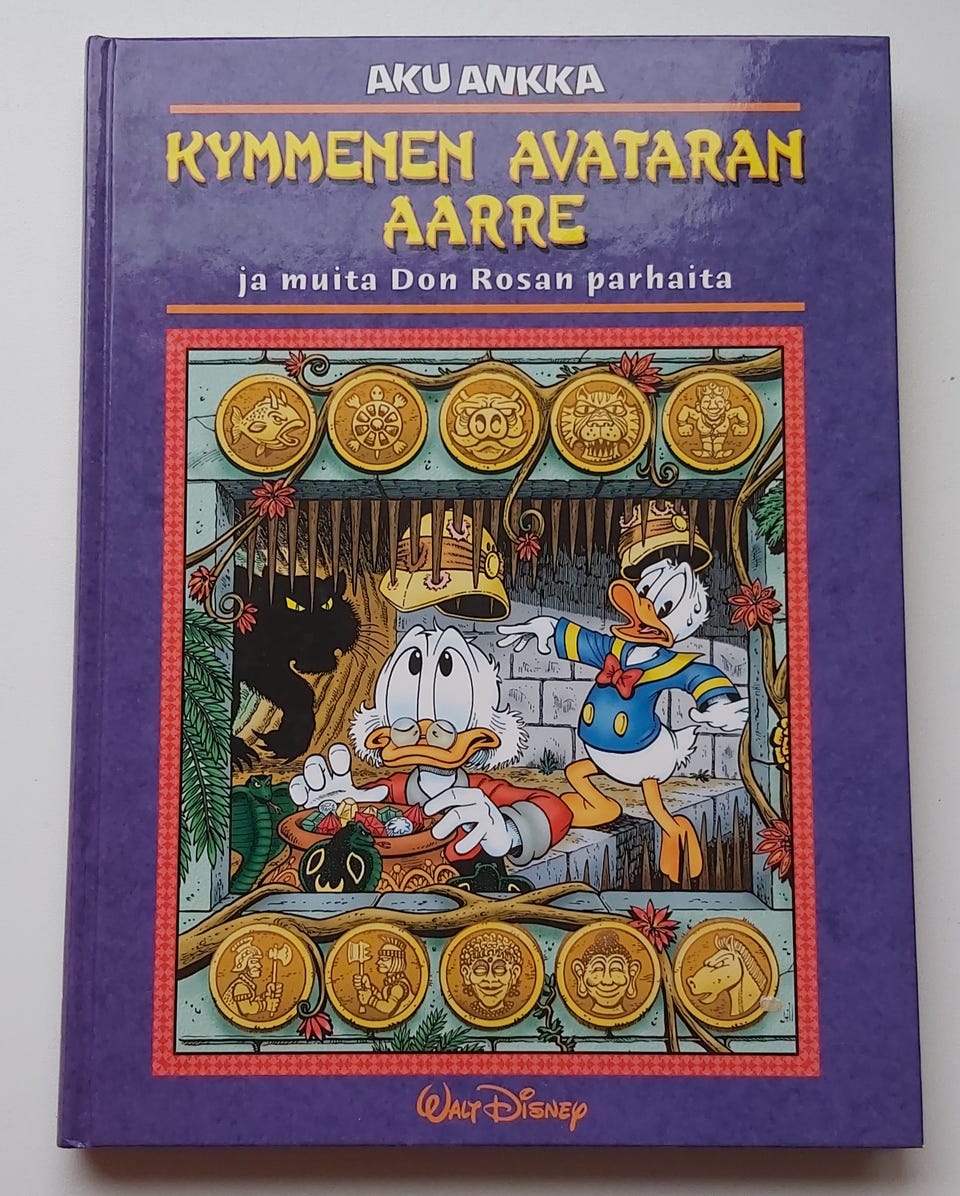 AKU ANKKA
KYMMENEN AVATARAN
AARRE
ja muita Don Rosan parhaita
WALT DISNEY